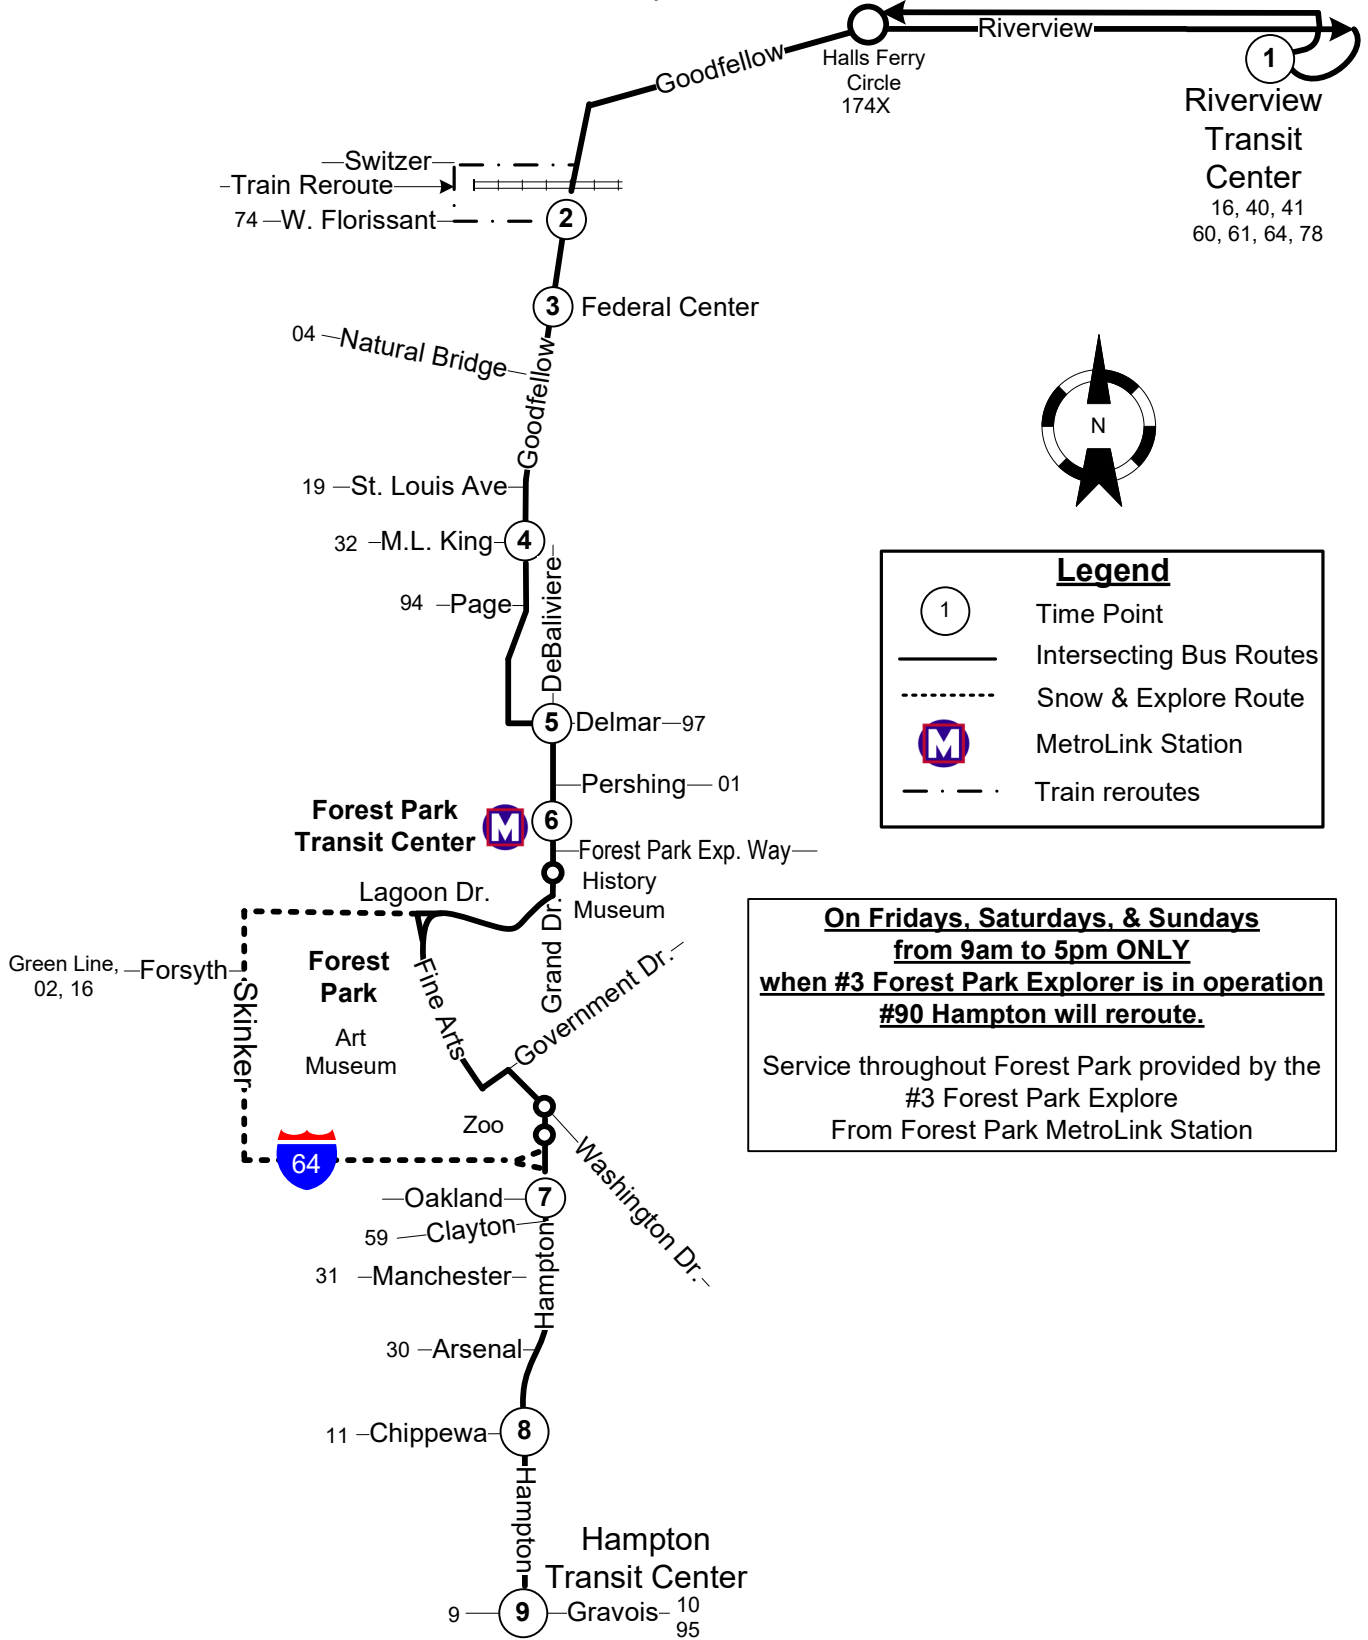 Riverview
Goodfellow
Halls Ferry
Circle
174X
1
Riverview
Transit
Center
16, 40, 41
60, 61, 64, 78
Switzer
Train Reroute
74 W. Florissant
2
3 Federal Center
04 Natural Bridge
Goodfellow
N
19 St. Louis Ave
32 M.L. King 4
94 Page
DeBaliviere
Legend
1 Time Point
Intersecting Bus Routes
Snow & Explore Route
M MetroLink Station
Train reroutes
5 Delmar 97
Pershing 01
Forest Park
Transit Center M 6
Forest Park Exp. Way
History
Museum
Lagoon Dr.
Grand Dr.
Green Line,
02, 16
Forsyth
Skinker
Forest
Park
Art
Museum
Fine Arts
Government Dr.
On Fridays, Saturdays, & Sundays
from 9am to 5pm ONLY
when #3 Forest Park Explorer is in operation
#90 Hampton will reroute.
Service throughout Forest Park provided by the
#3 Forest Park Explore
From Forest Park MetroLink Station
Zoo
Washington Dr.
64
Oakland 7
59 Clayton
31 Manchester
Hampton
30 Arsenal
11 Chippewa 8
Hampton
Hampton
Transit Center
9 9 Gravois 10
95